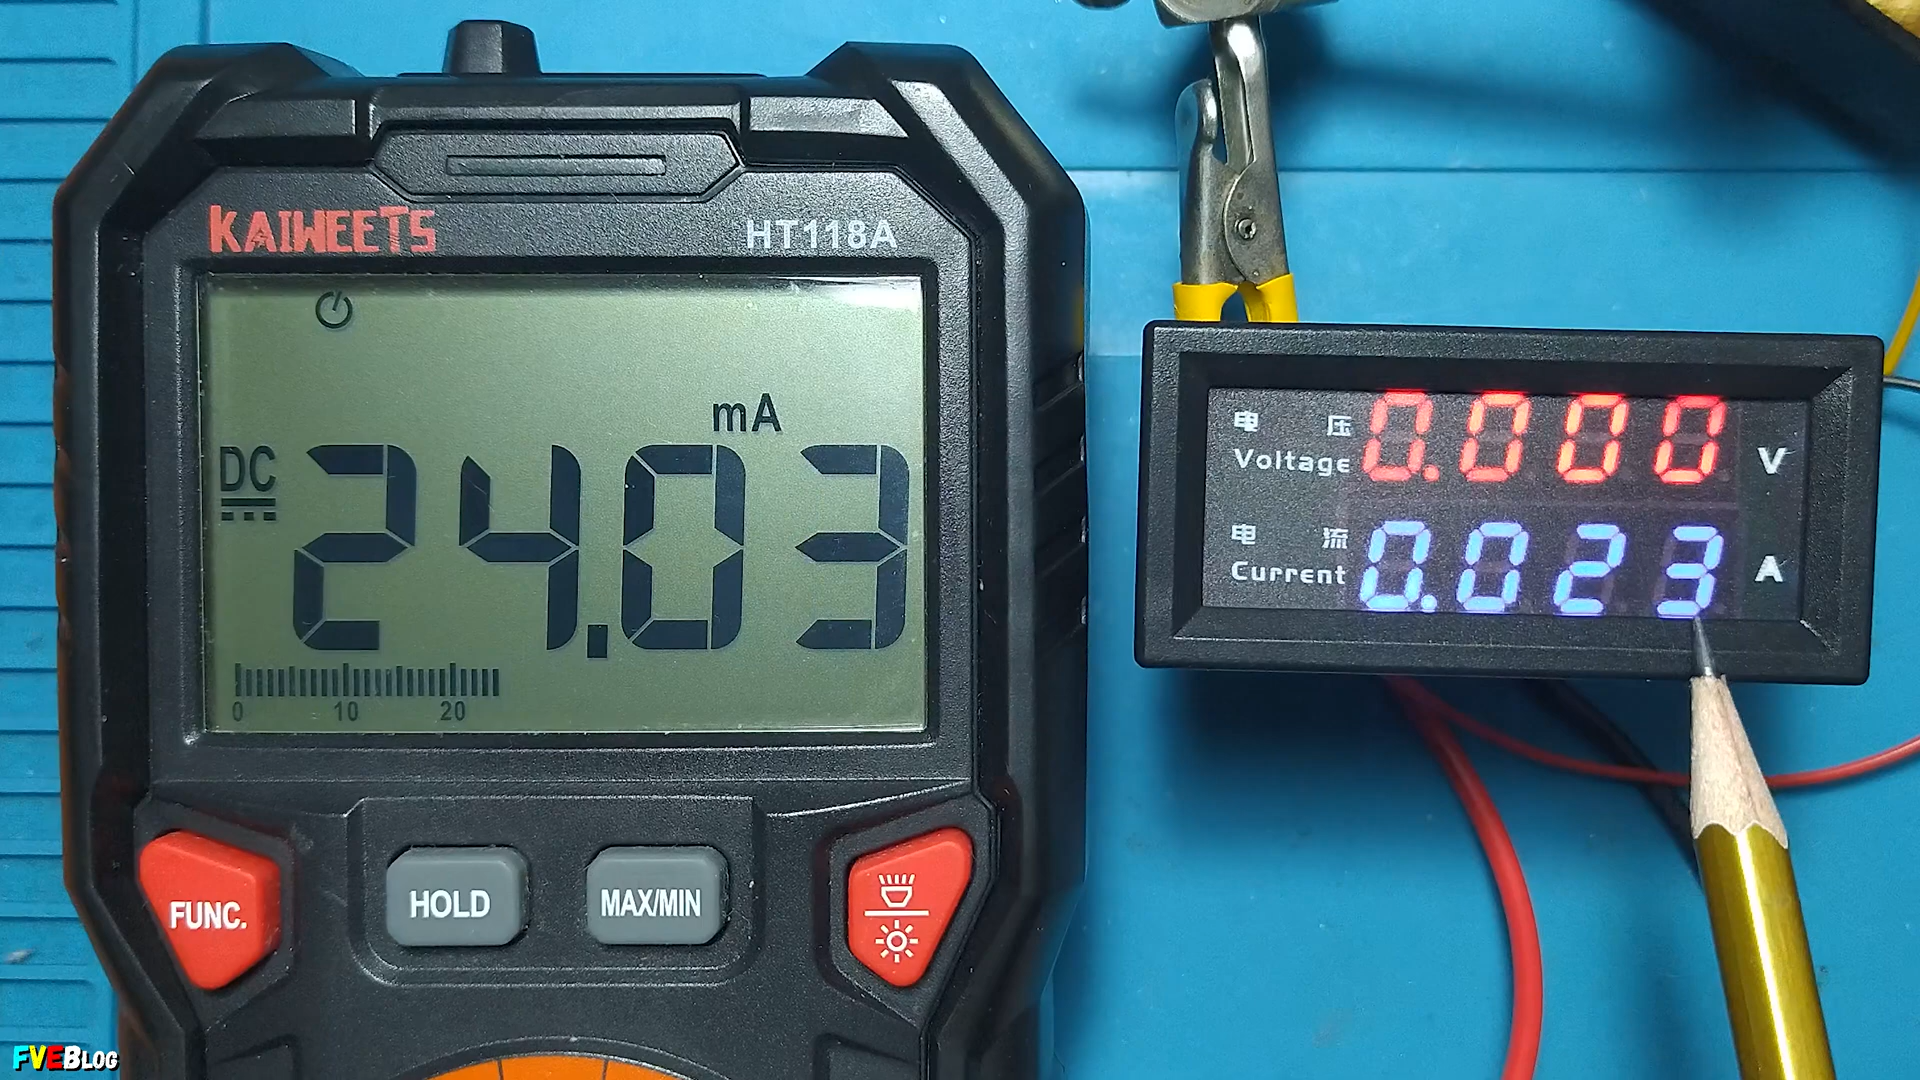 KAIWEETS HT118A
mA
DC 24.03
0 10 20
FUNC. HOLD MAX/MIN
电 压
Voltage 0.000 V
电 流
Current 0.023 A
FVEBLOG